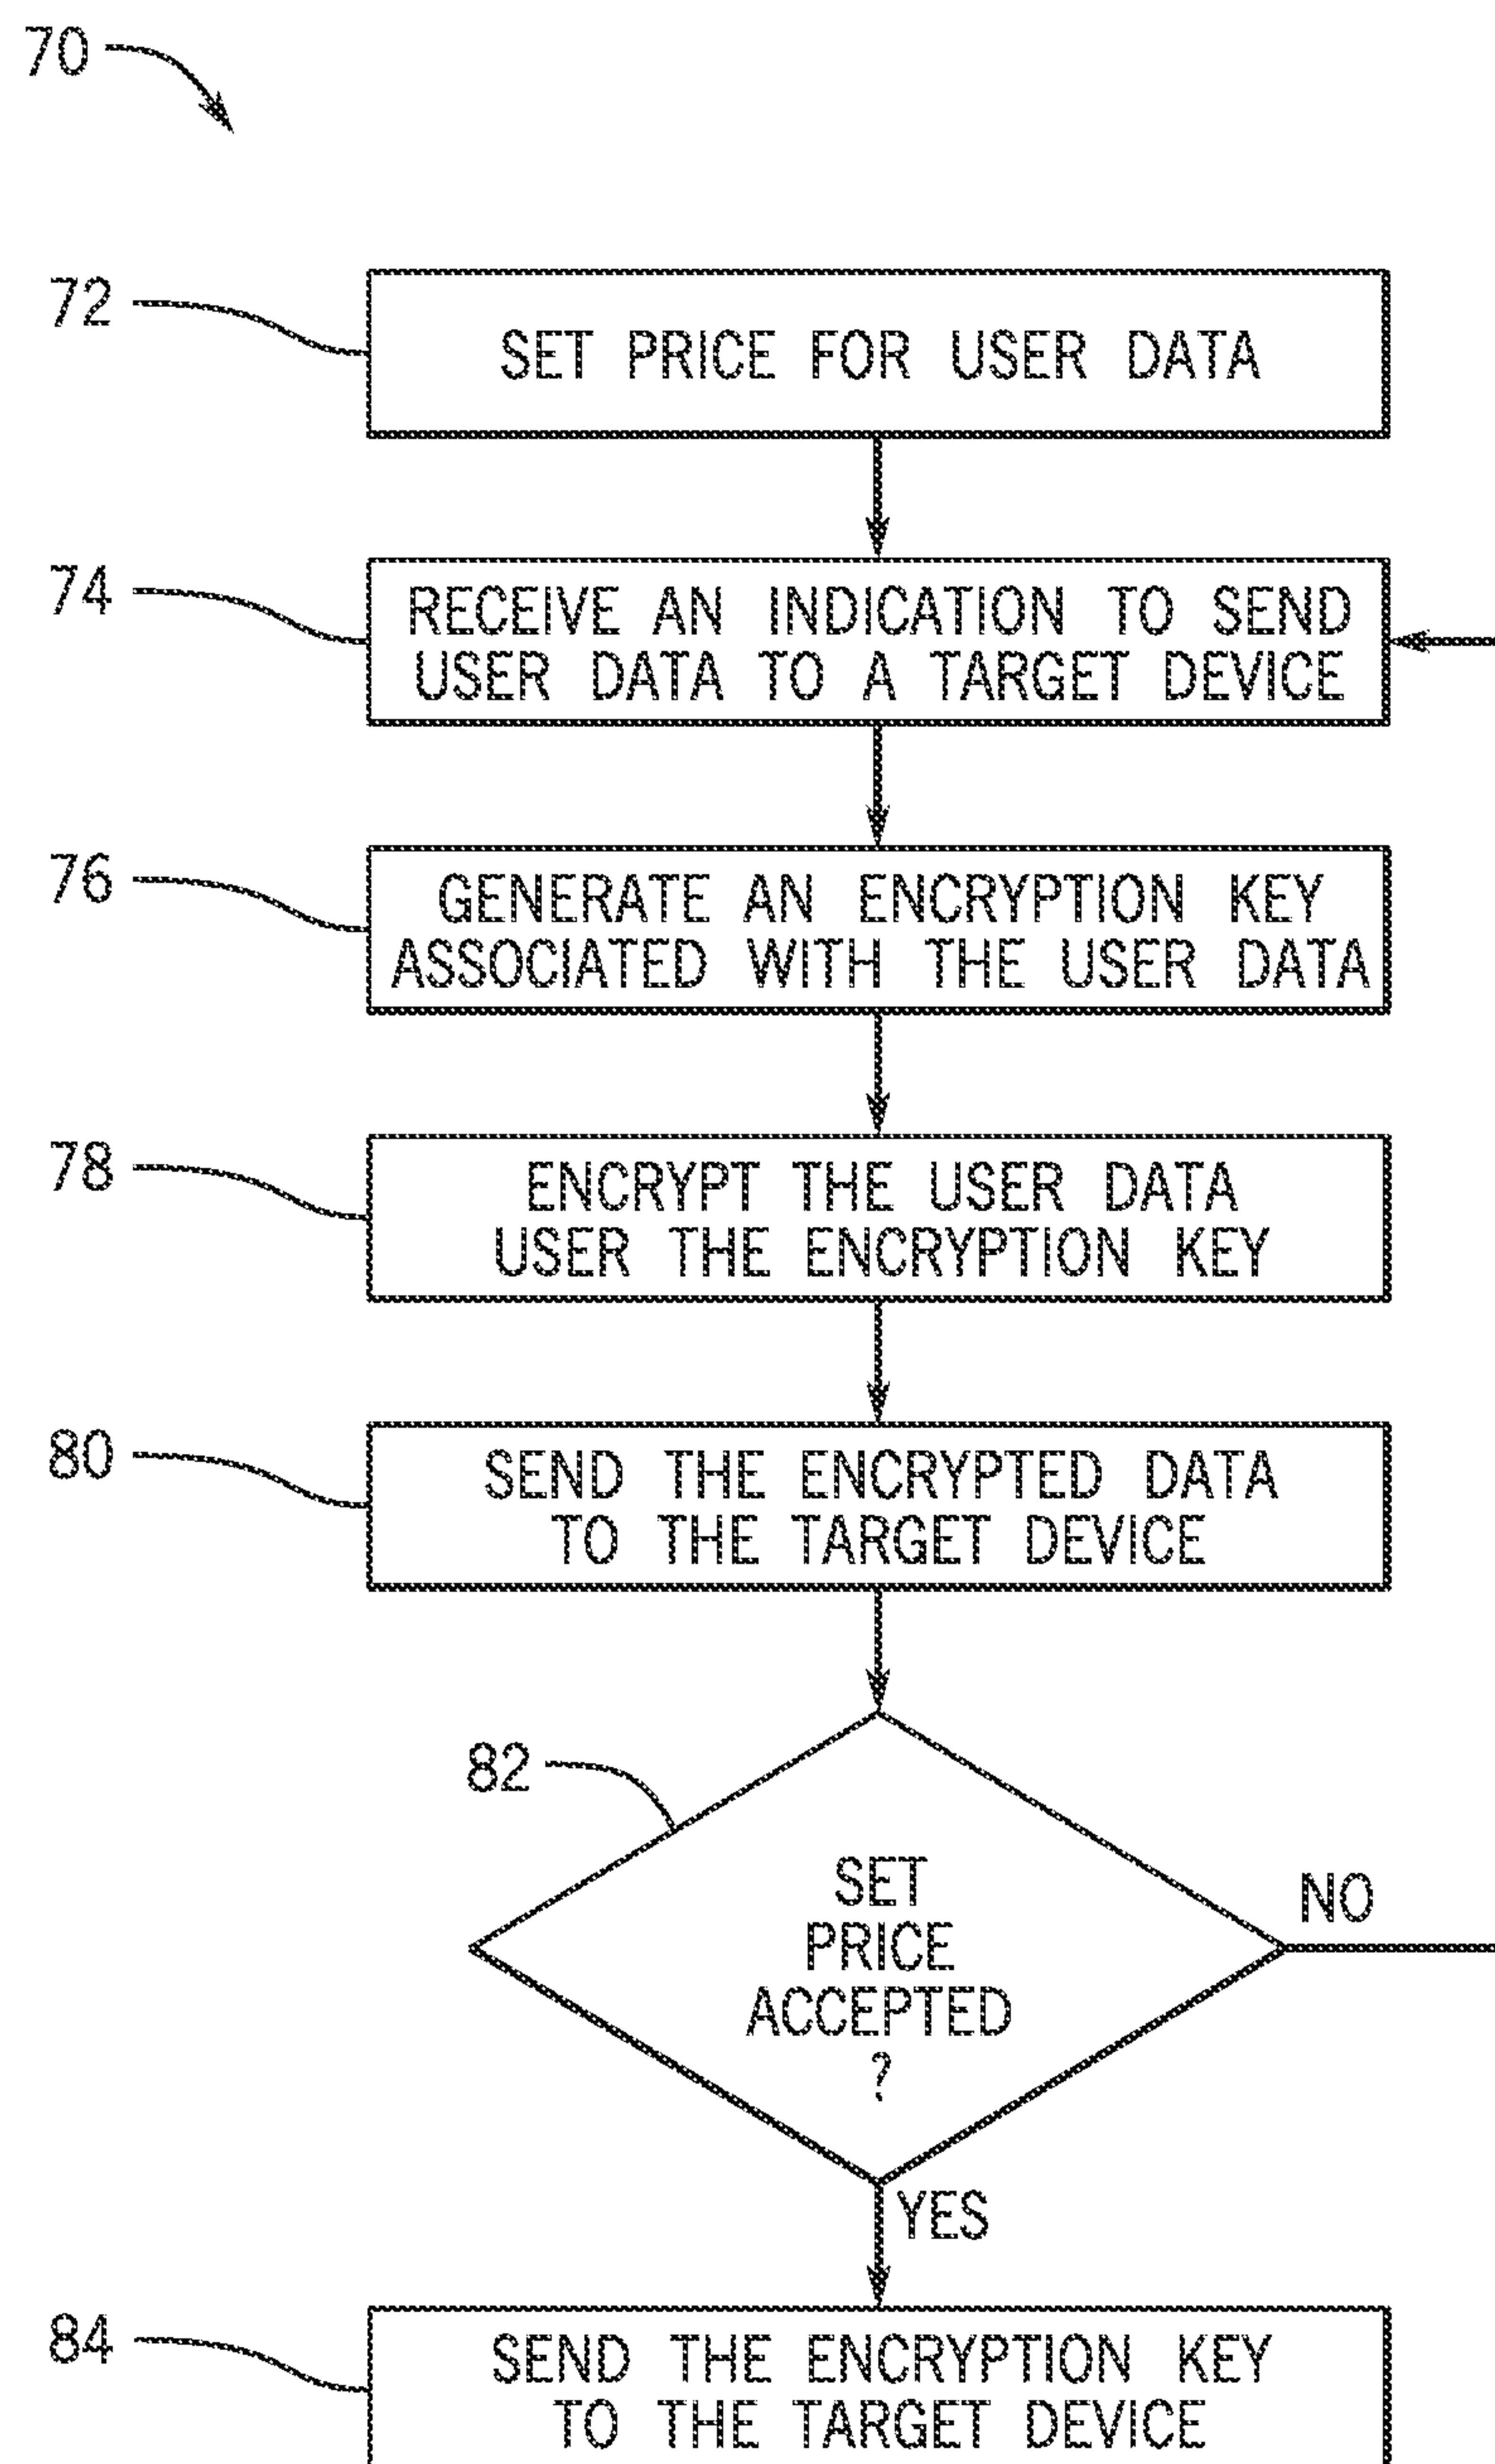 70
72
SET PRICE FOR USER DATA
74
RECEIVE AN INDICATION TO SEND
USER DATA TO A TARGET DEVICE
76
GENERATE AN ENCRYPTION KEY
ASSOCIATED WITH THE USER DATA
78
ENCRYPT THE USER DATA
USER THE ENCRYPTION KEY
80
SEND THE ENCRYPTED DATA
TO THE TARGET DEVICE
82
SET
PRICE
ACCEPTED
?
NO
YES
84
SEND THE ENCRYPTION KEY
TO THE TARGET DEVICE